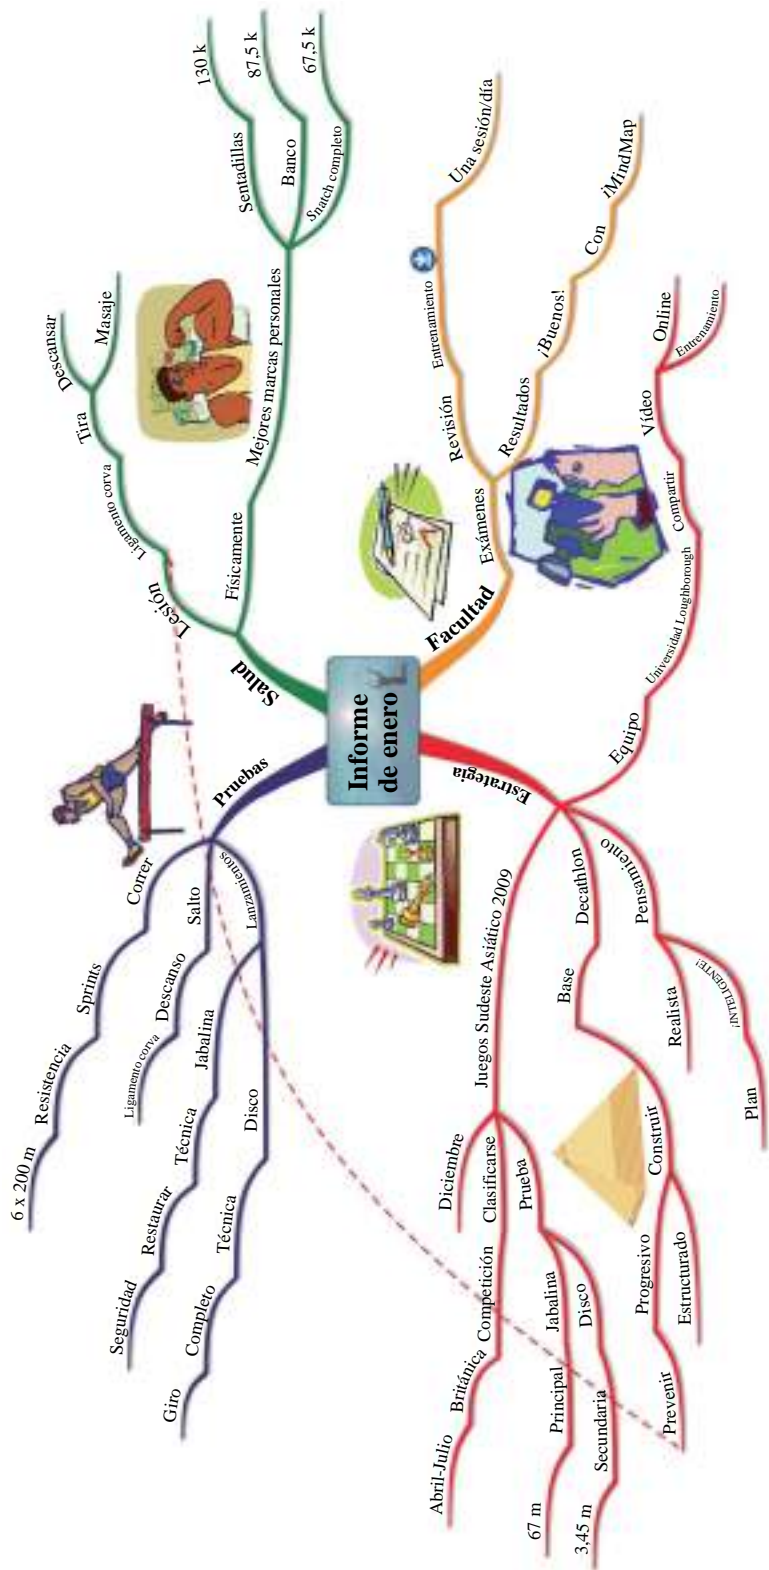 Informe
de enero
Salud
Lesión
Ligamento corva
Tira
Descansar
Masaje
Físicamente
Mejores marcas personales
Sentadillas
130 k
Banco
87,5 k
Snatch completo
67,5 k
Facultad
Exámenes
Revisión
Entrenamiento
Una sesión/día
Resultados
¡Buenos!
Con
iMindMap
Estrategia
Equipo
Universidad Loughborough
Compartir
Vídeo
Online
Entrenamiento
Pensamiento
Realista
¡INTELIGENTE!
Plan
Decathlon
Base
Construir
Progresivo
Prevenir
Estructurado
Juegos Sudeste Asiático 2009
Diciembre
Clasificarse
Competición
Británica
Abril-Julio
Prueba
Jabalina
Principal
67 m
Disco
Secundaria
3,45 m
Pruebas
Lanzamientos
Disco
Técnica
Completo
Giro
Jabalina
Técnica
Restaurar
Seguridad
Salto
Descanso
Ligamento corva
Correr
Sprints
Resistencia
6 x 200 m